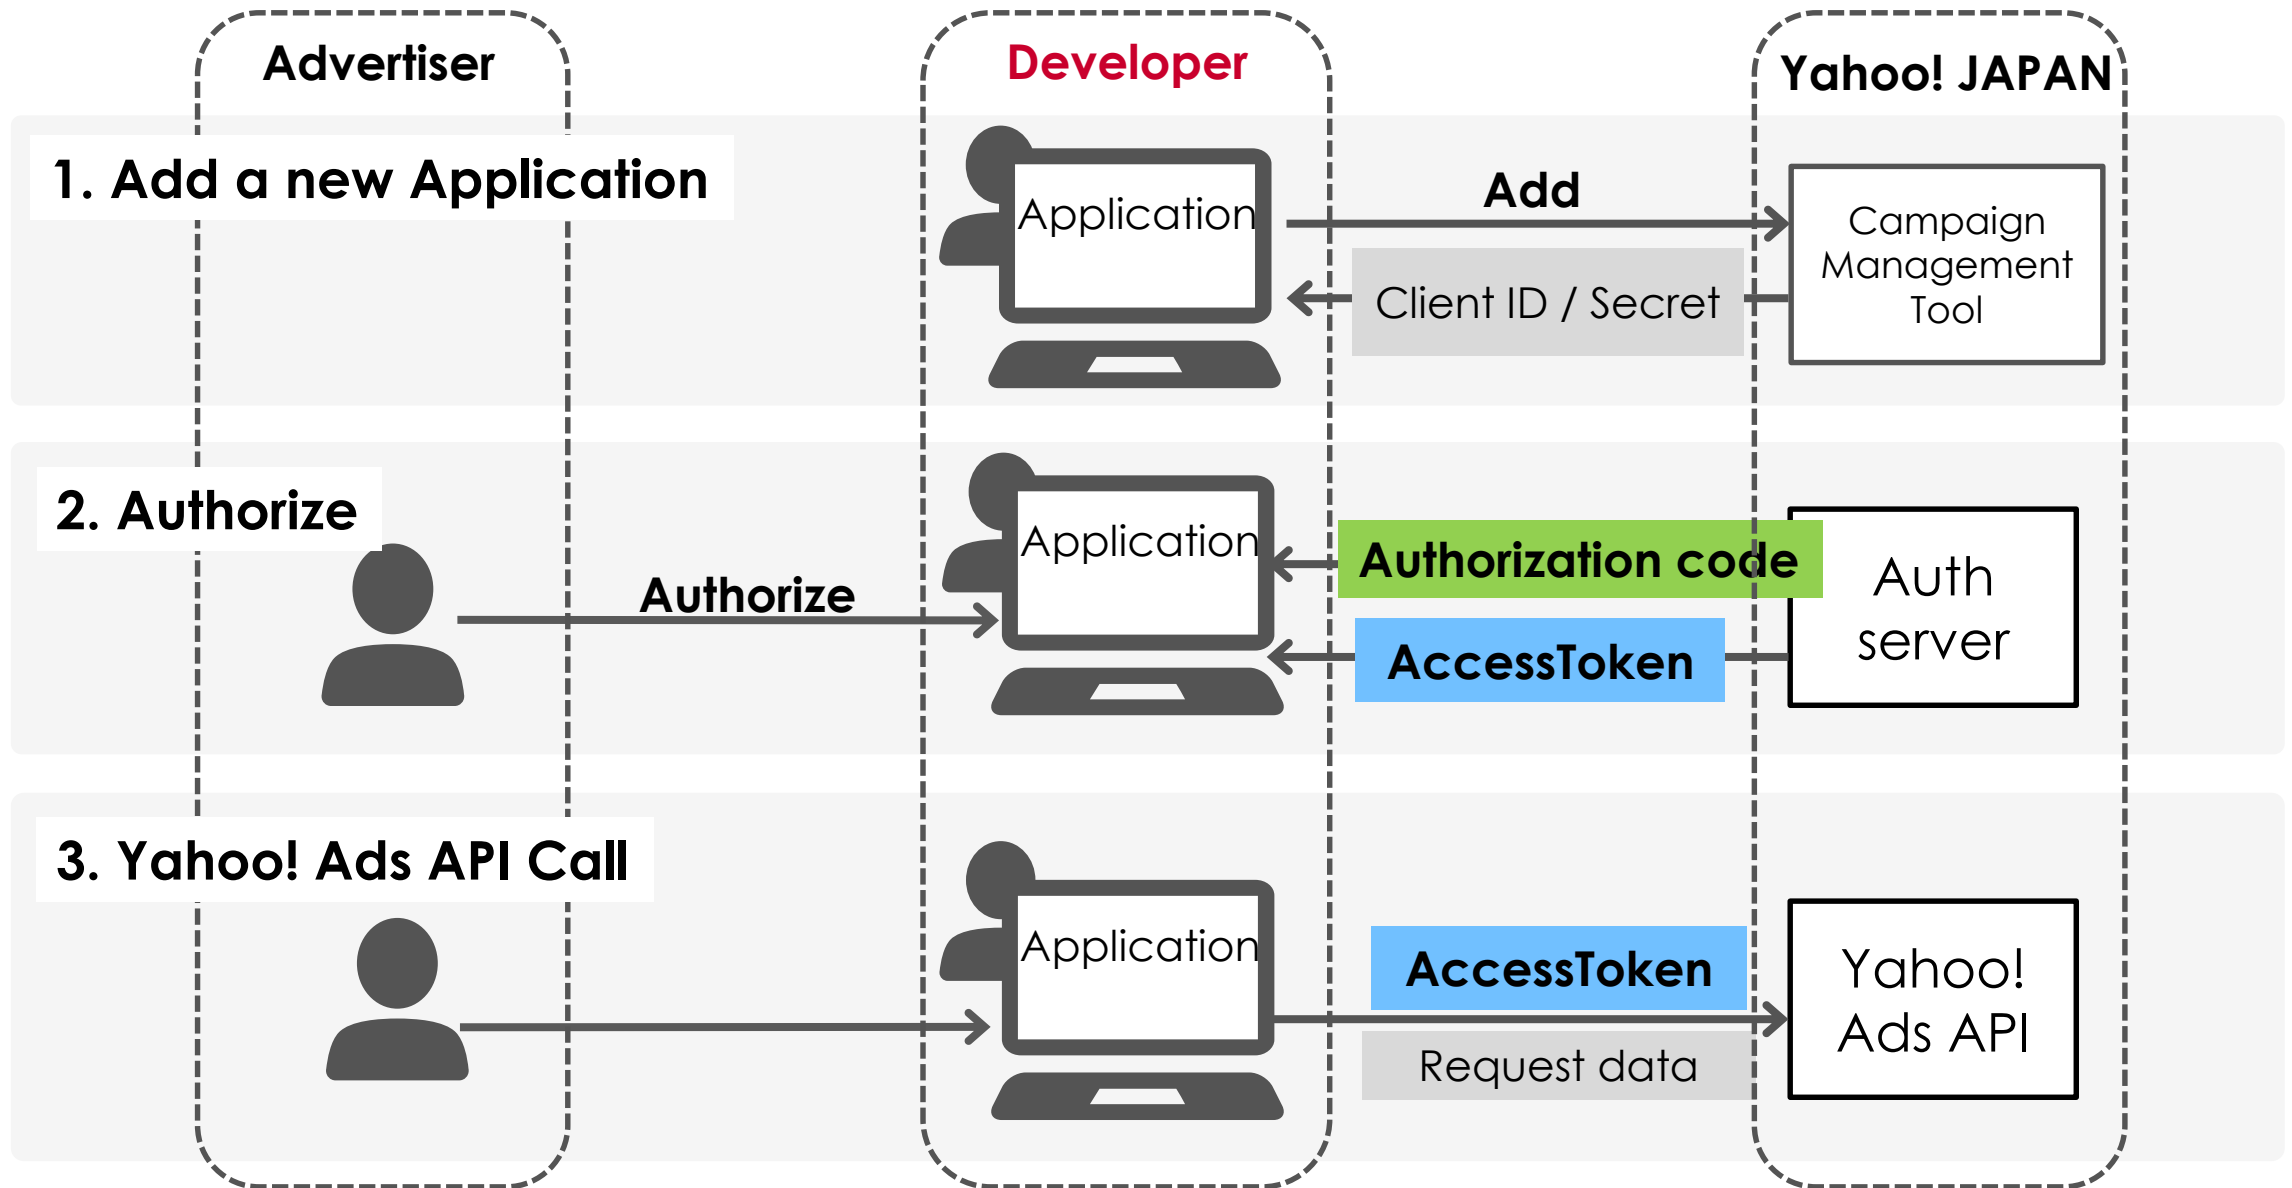 Advertiser
Developer
Yahoo! JAPAN
1. Add a new Application
Application
Add
Client ID / Secret
Campaign
Management
Tool
2. Authorize
Authorize
Application
Authorization code
AccessToken
Auth
server
3. Yahoo! Ads API Call
Application
AccessToken
Request data
Yahoo!
Ads API